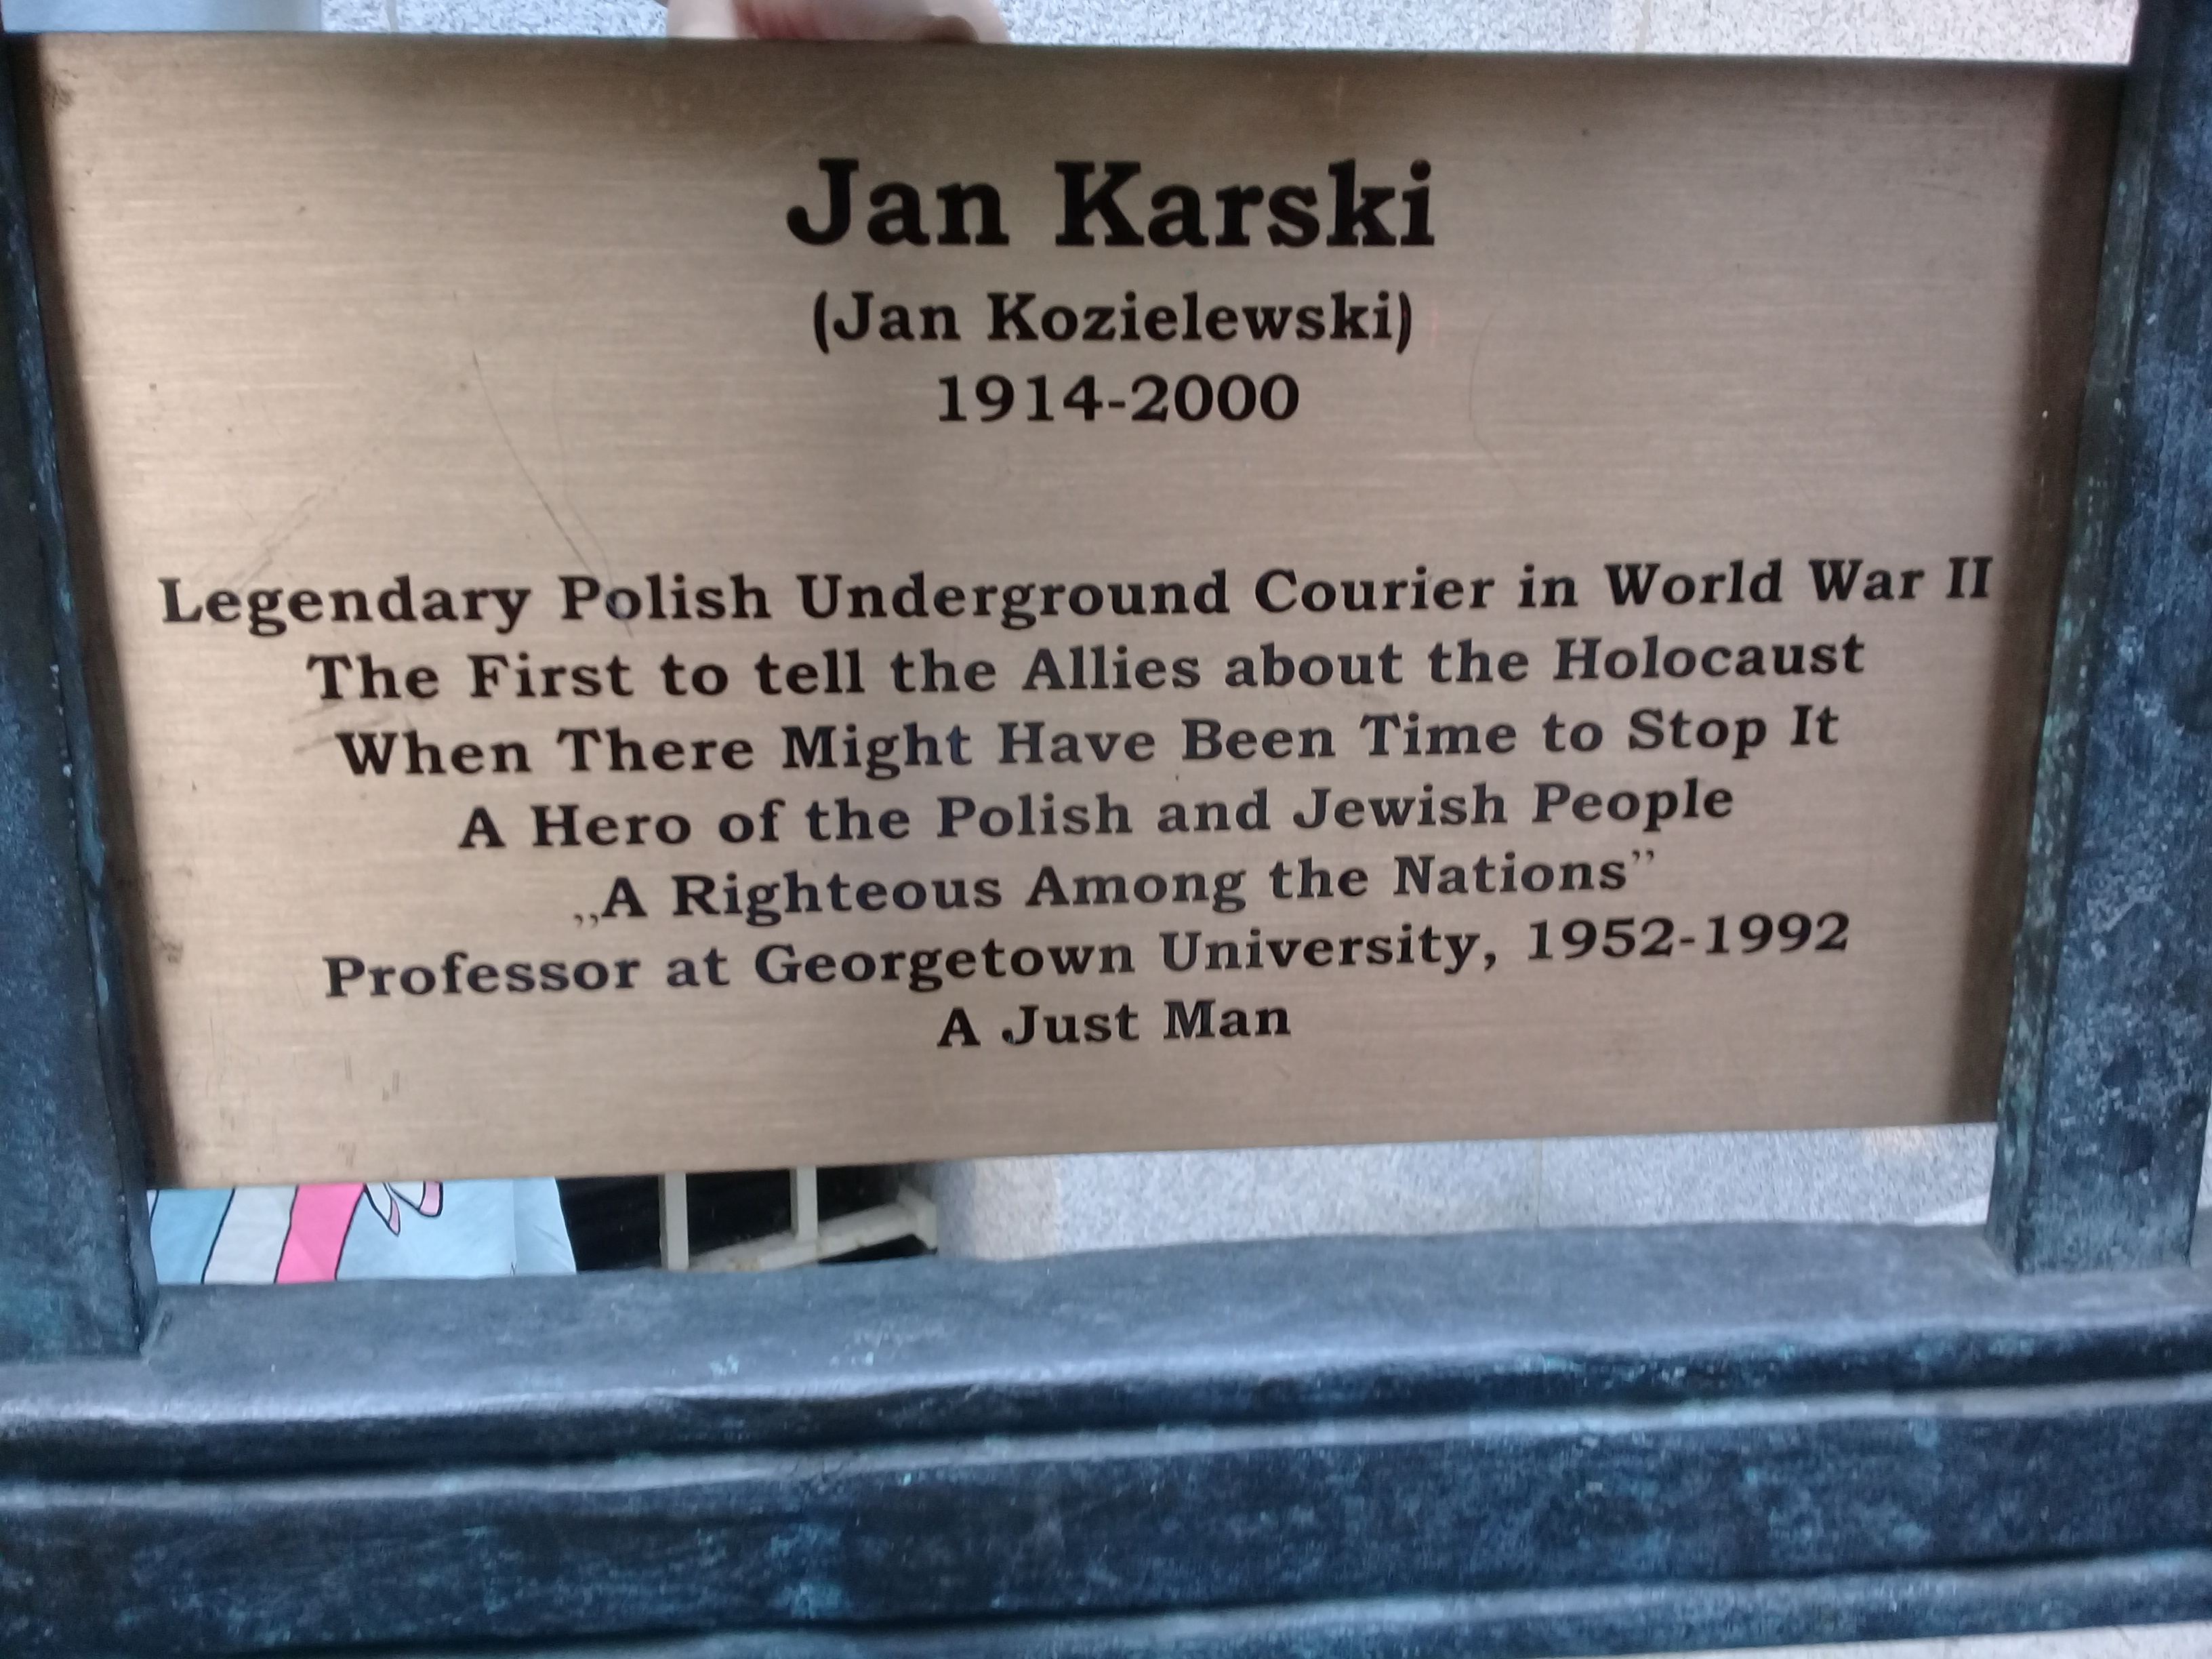 Jan Karski
(Jan Kozielewski)
1914-2000
Legendary Polish Underground Courier in World War II
The First to tell the Allies about the Holocaust
When There Might Have Been Time to Stop It
A Hero of the Polish and Jewish People
„A Righteous Among the Nations”
Professor at Georgetown University, 1952-1992
A Just Man